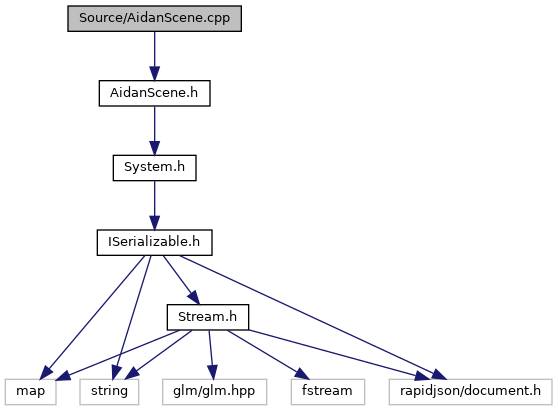 Source/AidanScene.cpp
AidanScene.h
System.h
ISerializable.h
Stream.h
map
string
glm/glm.hpp
fstream
rapidjson/document.h